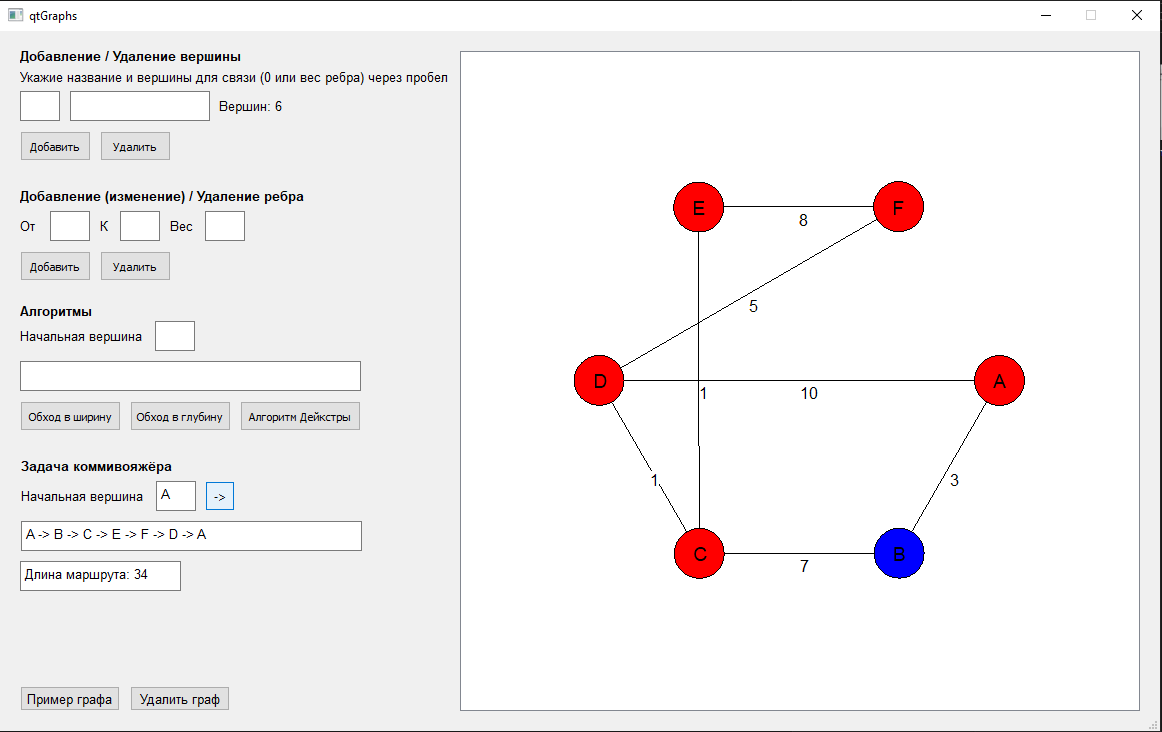 qtGraphs
Добавление / Удаление вершины
Укажие название и вершины для связи (0 или вес ребра) через пробел
Вершин: 6
Добавить Удалить
Добавление (изменение) / Удаление ребра
От К Вес
Добавить Удалить
Алгоритмы
Начальная вершина
Обход в ширину Обход в глубину Алгоритм Дейкстры
Задача коммивояжёра
Начальная вершина A ->
A -> B -> C -> E -> F -> D -> A
Длина маршрута: 34
Пример графа Удалить граф
E F
8
5
D A
1 10
1 3
C B
7